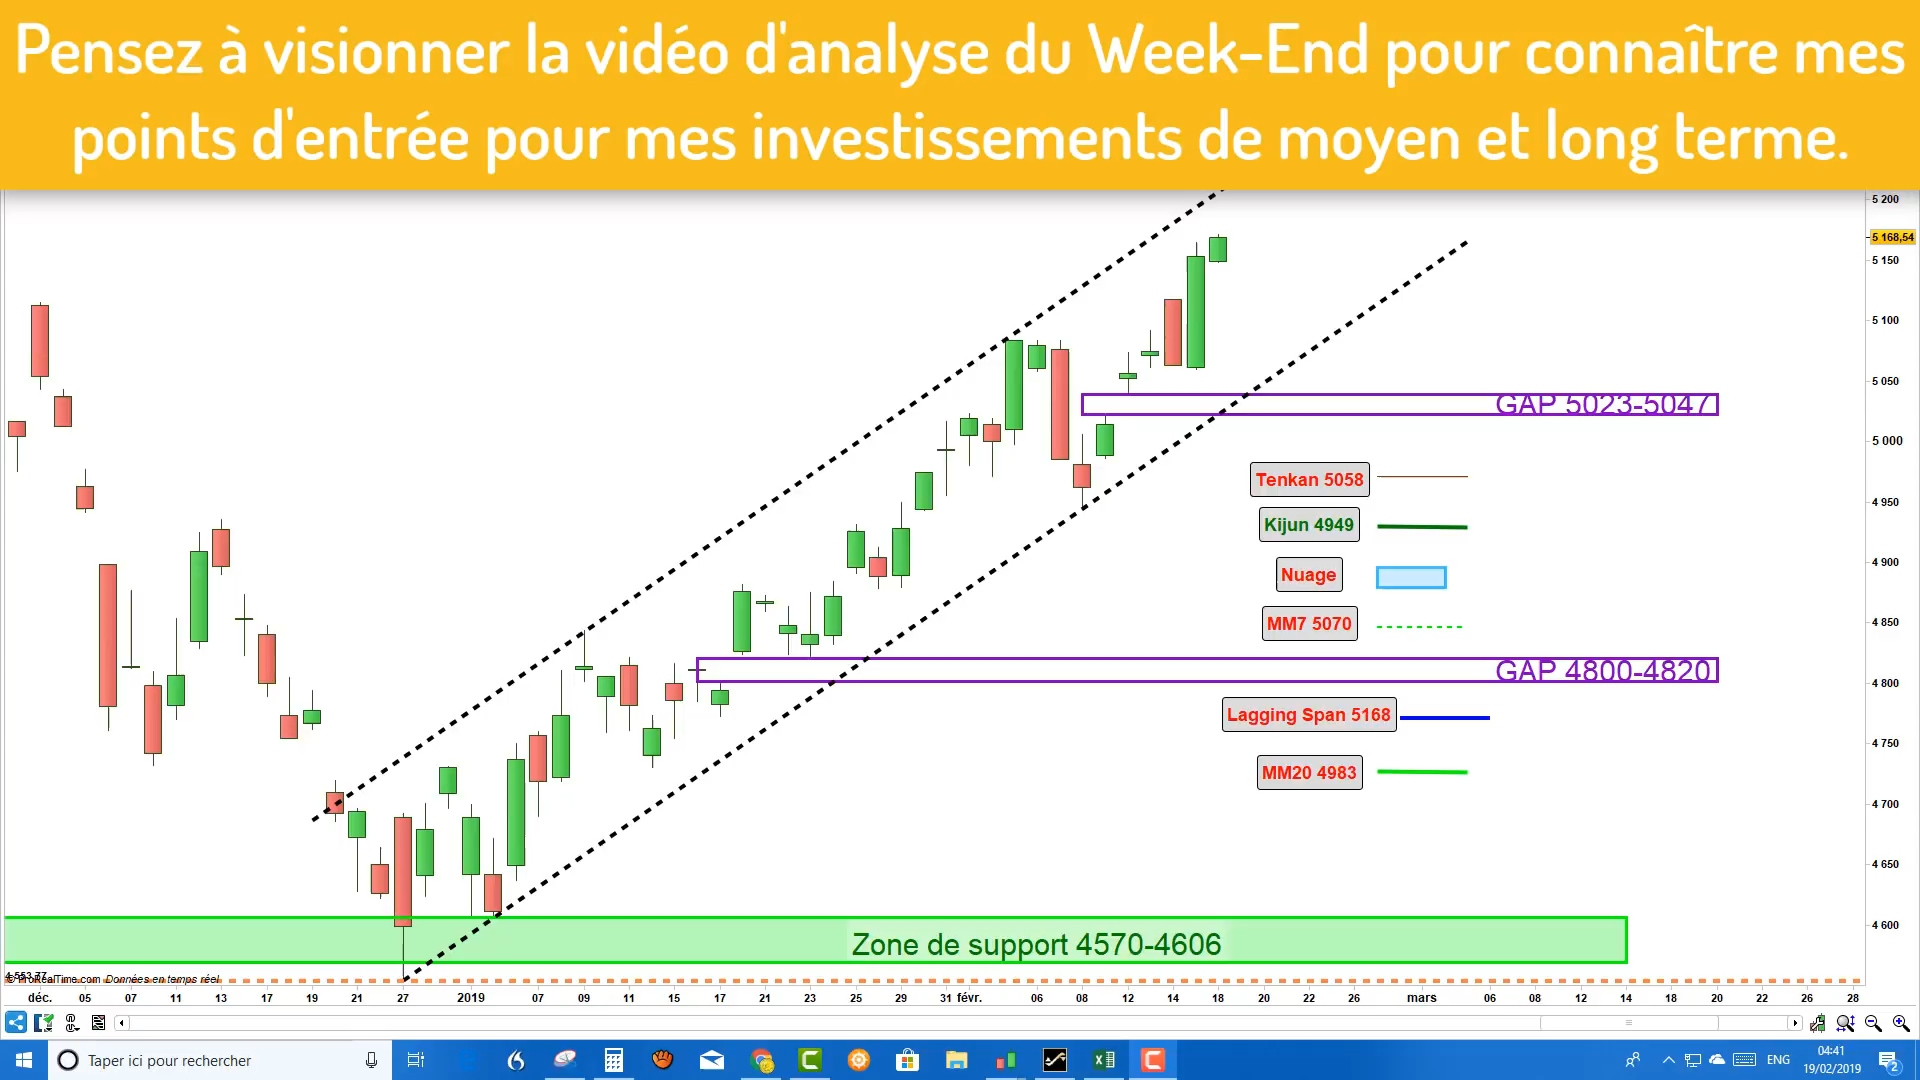 Pensez à visionner la vidéo d'analyse du Week-End pour connaître mes
points d'entrée pour mes investissements de moyen et long terme.
5 200
5 168,54
5 150
5 100
5 050
GAP 5023-5047
5 000
Tenkan 5058
4 950
Kijun 4949
4 900
Nuage
4 850
MM7 5070
GAP 4800-4820
4 800
Lagging Span 5168
4 750
MM20 4983
4 700
4 650
4 600
Zone de support 4570-4606
4 553,77
© ProRealTime.com Données en temps réel
déc. 05 07 11 13 17 19 21 27 2019 07 09 11 15 17 21 23 25 29 31 févr. 06 08 12 14 18 20 22 26 mars 06 08 12 14 18 20 22 26 28
Taper ici pour rechercher
ENG
04:41
19/02/2019
2